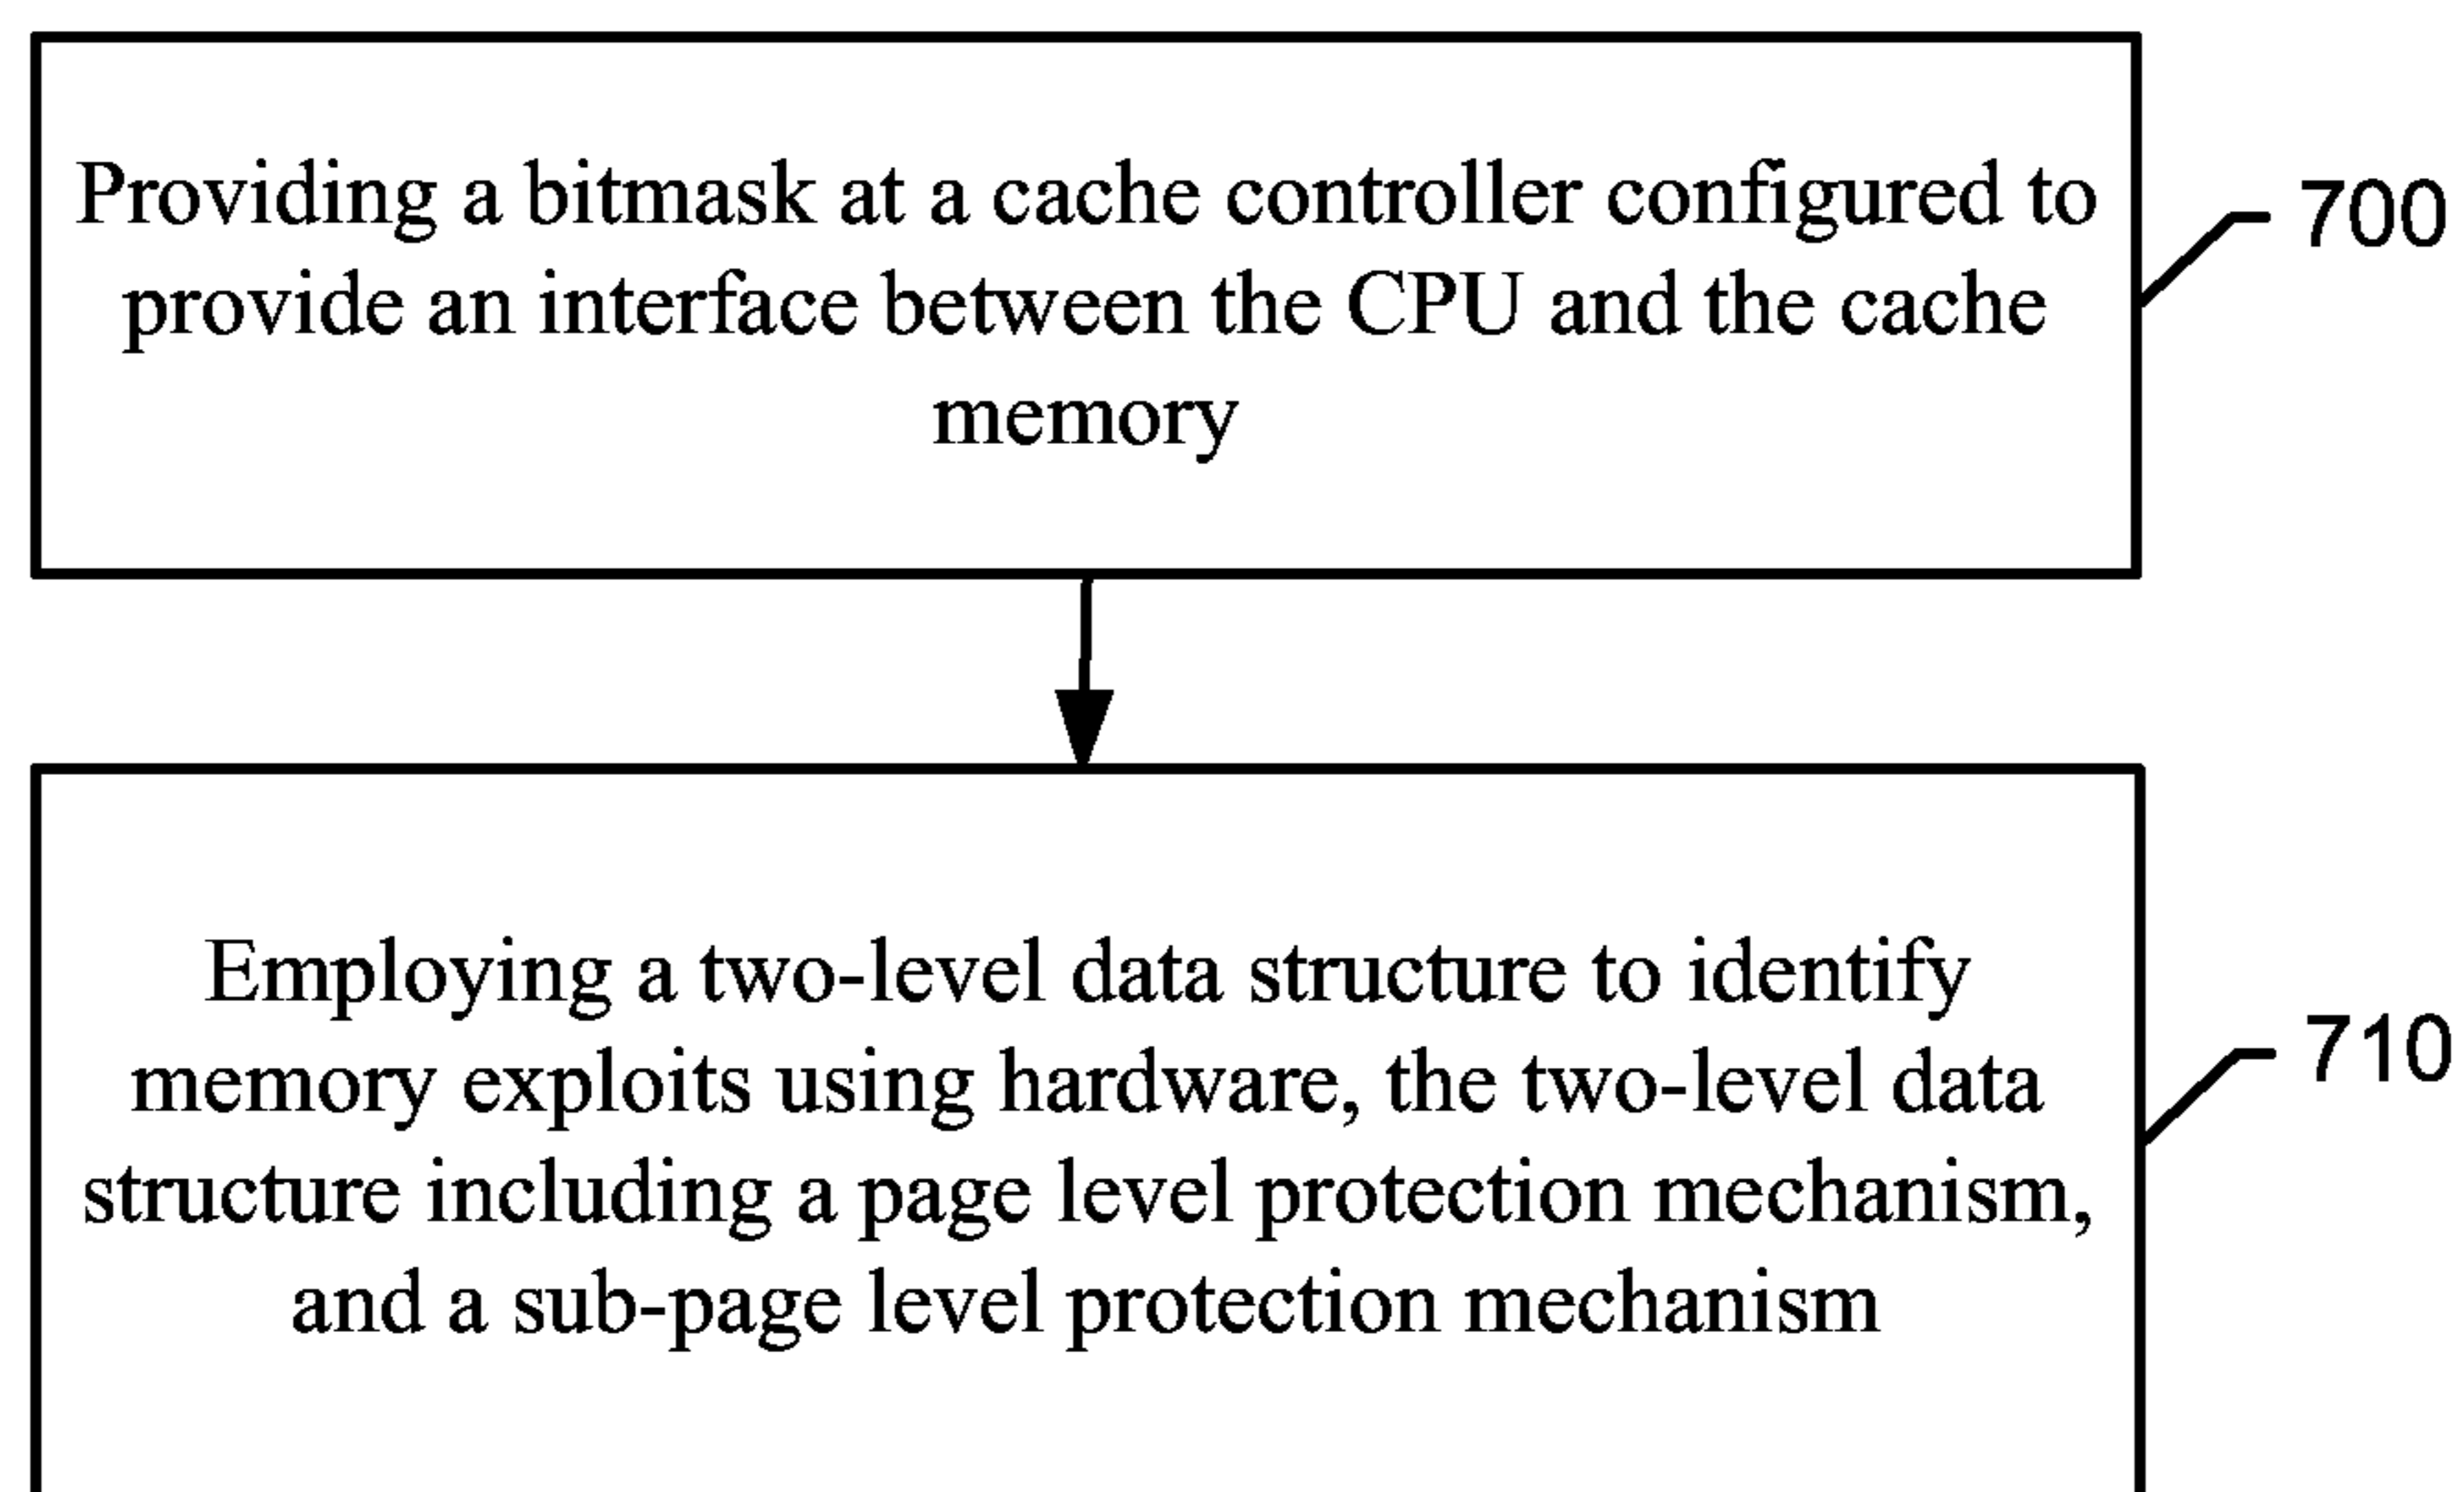 Providing a bitmask at a cache controller configured to
provide an interface between the CPU and the cache
memory
700
Employing a two-level data structure to identify
memory exploits using hardware, the two-level data
structure including a page level protection mechanism,
and a sub-page level protection mechanism
710